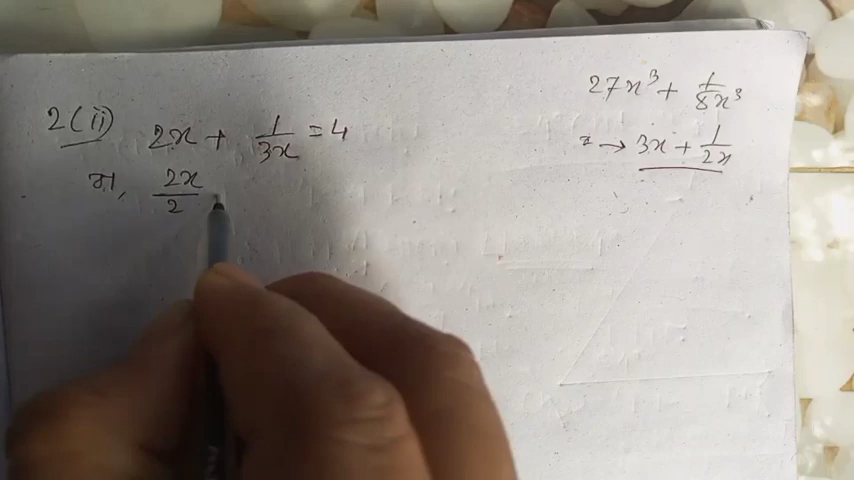 2(ii) 2x + 1/3x = 4
বা, 2x/2
27x³ + 1/8x³
→ 3x + 1/2x